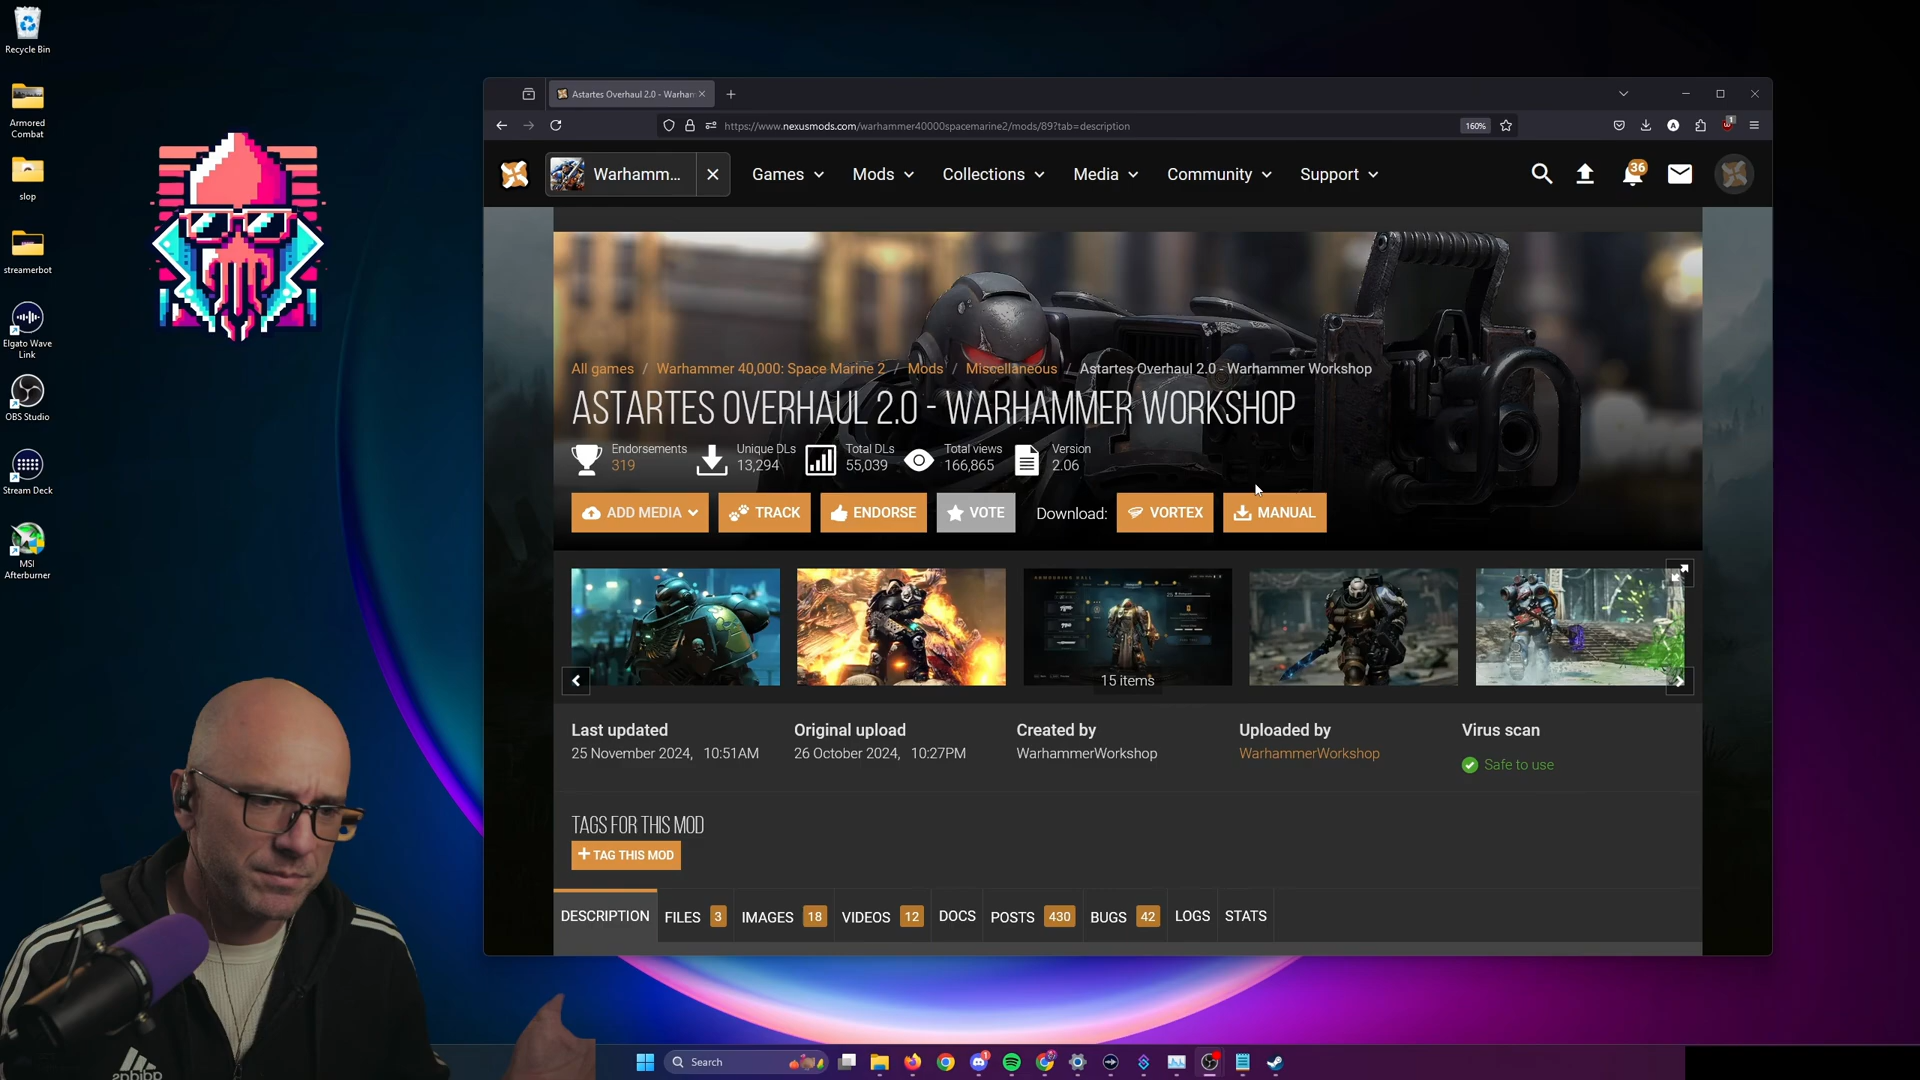 Recycle Bin
Armored
Combat
slop
streamerbot
Elgato Wave
Link
OBS Studio
Stream Deck
MSI
Afterburner
Astartes Overhaul 2.0 - Warham
https://www.nexusmods.com/warhammer40000spacemarine2/mods/89?tab=description
160%
1
Warhamm...
Games
Mods
Collections
Media
Community
Support
36
All games / Warhammer 40,000: Space Marine 2 / Mods / Miscellaneous / Astartes Overhaul 2.0 - Warhammer Workshop
ASTARTES OVERHAUL 2.0 - WARHAMMER WORKSHOP
Endorsements
319
Unique DLs
13,294
Total DLs
55,039
Total views
166,865
Version
2.06
ADD MEDIA
TRACK
ENDORSE
VOTE
Download:
VORTEX
MANUAL
15 items
Last updated
25 November 2024, 10:51AM
Original upload
26 October 2024, 10:27PM
Created by
WarhammerWorkshop
Uploaded by
WarhammerWorkshop
Virus scan
Safe to use
TAGS FOR THIS MOD
+ TAG THIS MOD
DESCRIPTION
FILES 3
IMAGES 18
VIDEOS 12
DOCS
POSTS 430
BUGS 42
LOGS
STATS
Search